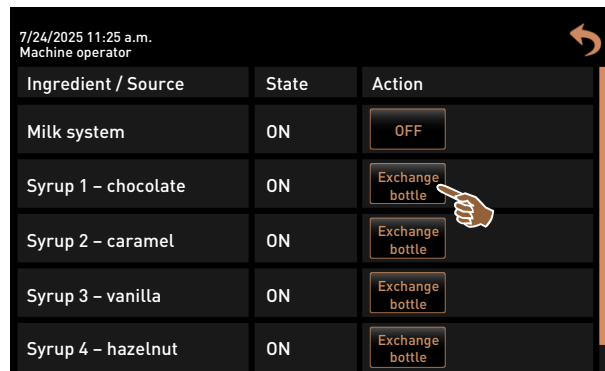 7/24/2025 11:25 a.m.
Machine operator
Ingredient / Source State Action
Milk system ON OFF
Syrup 1 – chocolate ON Exchange bottle
Syrup 2 – caramel ON Exchange bottle
Syrup 3 – vanilla ON Exchange bottle
Syrup 4 – hazelnut ON Exchange bottle